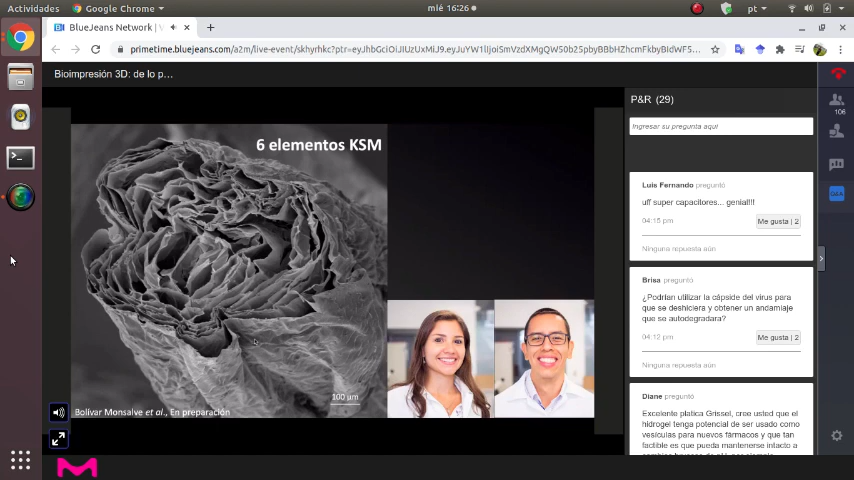 Actividades
Google Chrome
mié 16:26
pt
BlueJeans Network | V
primetime.bluejeans.com/a2m/live-event/skhyrhkc?ptr=
Bioimpresión 3D: de lo p…
6 elementos KSM
100 µm
Bolívar Monsalve et al., En preparación
P&R (29)
Ingresar su pregunta aquí
Luis Fernando preguntó
uff super capacitores... genial!!!
04:15 pm
Me gusta | 2
Ninguna repuesta aún
Brisa preguntó
¿Podrían utilizar la cápside del virus para
que se deshiciera y obtener un andamiaje
que se autodegradara?
04:12 pm
Me gusta | 2
Ninguna repuesta aún
Diane preguntó
Excelente platica Grissel, cree usted que el
hidrogel tenga potencial de ser usado como
vesículas para nuevos fármacos y que tan
factible es que pueda mantenerse intacto a
106
Q&A